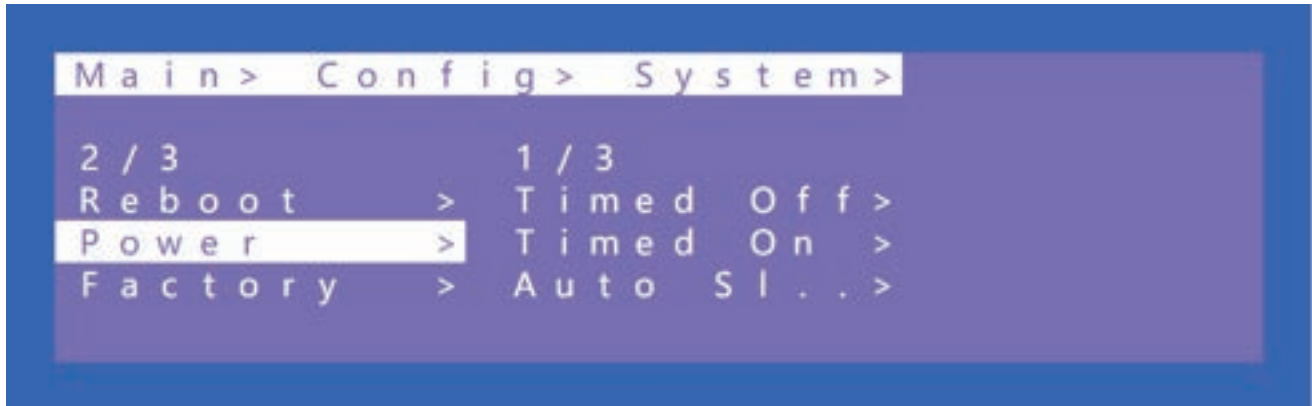 Main> Config> System>
2/3 1/3
Reboot > Timed Off>
Power > Timed On >
Factory > Auto Sl..>